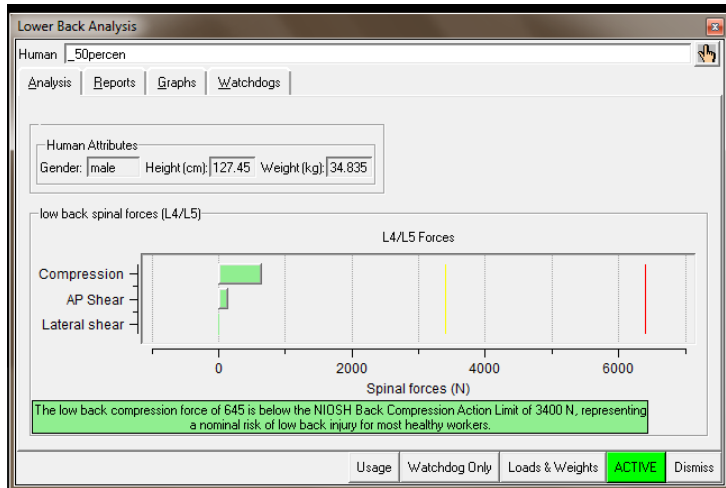 Lower Back Analysis
Human _50percen
Analysis Reports Graphs Watchdogs
Human Attributes
Gender: male Height (cm): 127.45 Weight (kg): 34.835
low back spinal forces (L4/L5)
L4/L5 Forces
Compression
AP Shear
Lateral shear
0 2000 4000 6000
Spinal forces (N)
The low back compression force of 645 is below the NIOSH Back Compression Action Limit of 3400 N, representing
a nominal risk of low back injury for most healthy workers.
Usage Watchdog Only Loads & Weights ACTIVE Dismiss